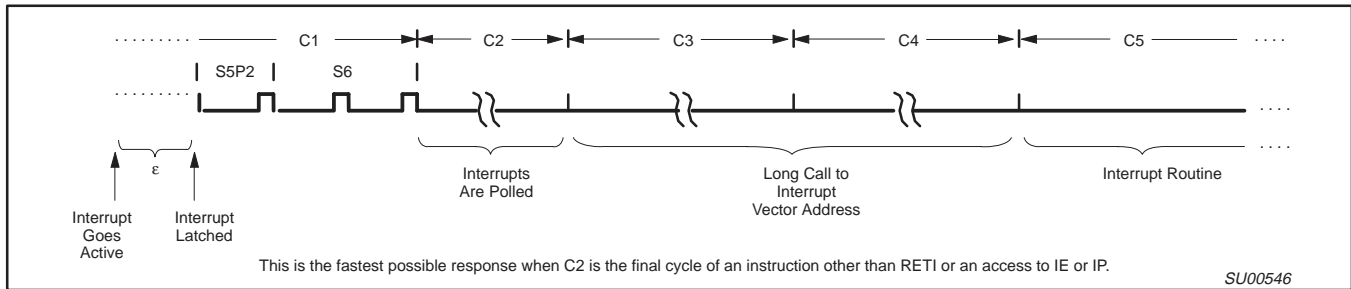 ......... C1 C2 C3 C4 C5 ....
S5P2 S6
......... ....
ε
....
Interrupt
Goes
Active
Interrupt
Latched
Interrupts
Are Polled
Long Call to
Interrupt
Vector Address
Interrupt Routine
This is the fastest possible response when C2 is the final cycle of an instruction other than RETI or an access to IE or IP.
SU00546